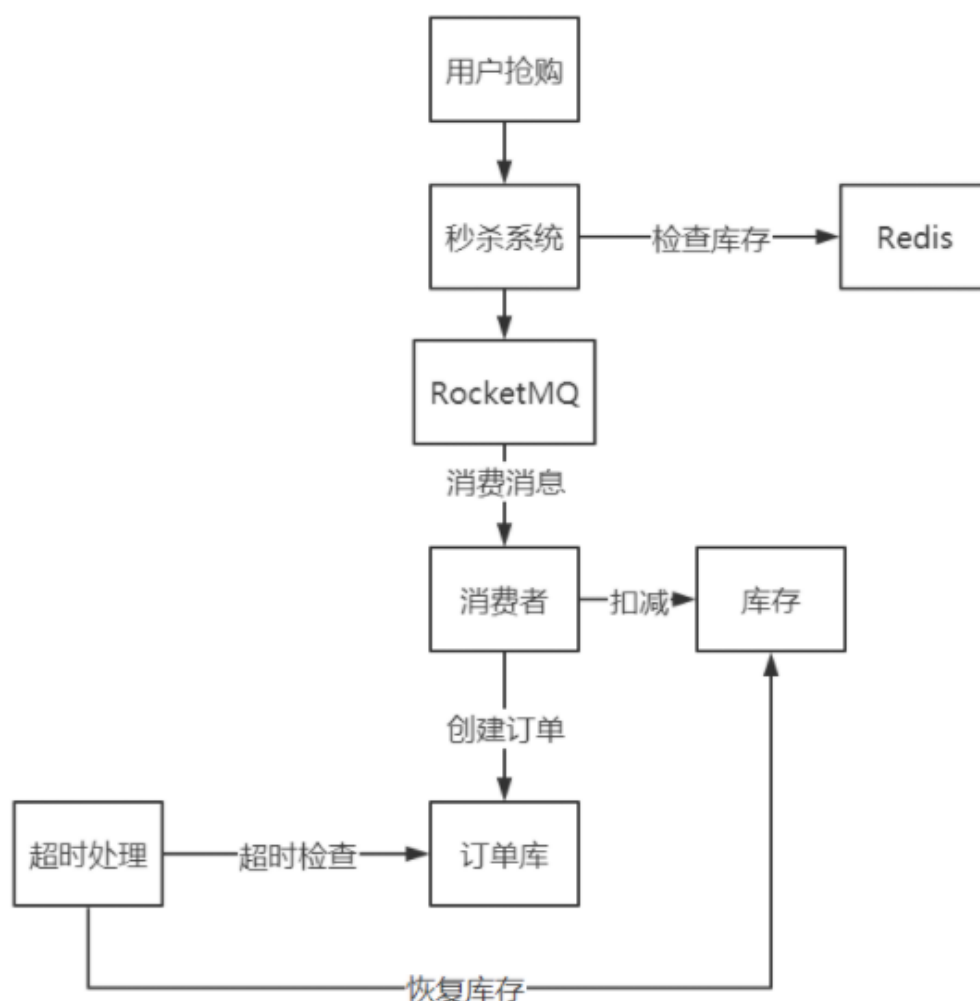 用户抢购
秒杀系统
检查库存
Redis
RocketMQ
消费消息
消费者
扣减
库存
创建订单
超时处理
超时检查
订单库
恢复库存